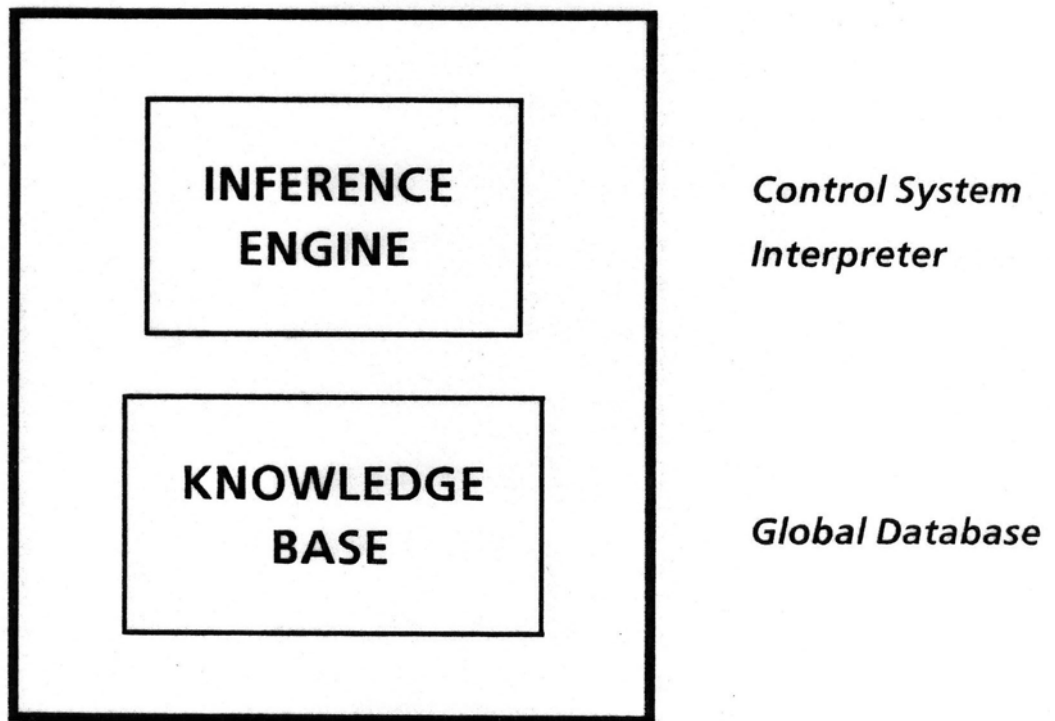 INFERENCE
ENGINE
Control System
Interpreter
KNOWLEDGE
BASE
Global Database